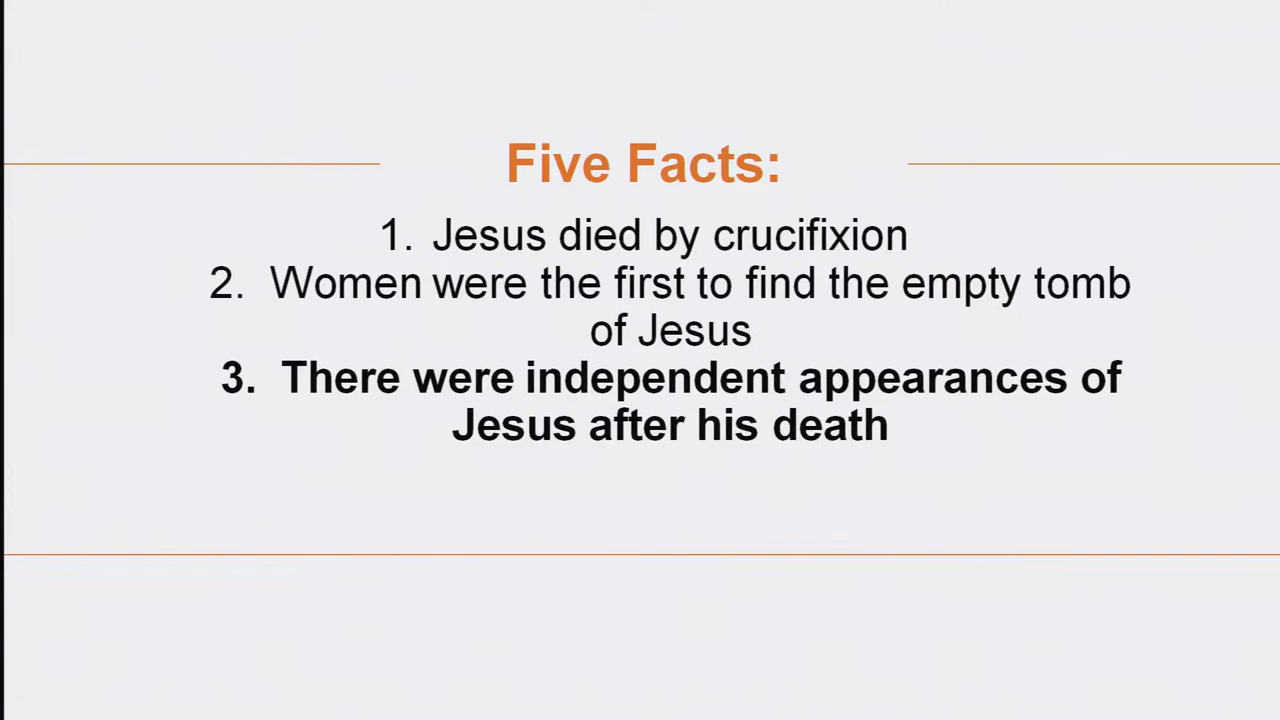 Five Facts:
1. Jesus died by crucifixion
2. Women were the first to find the empty tomb
of Jesus
3. There were independent appearances of
Jesus after his death